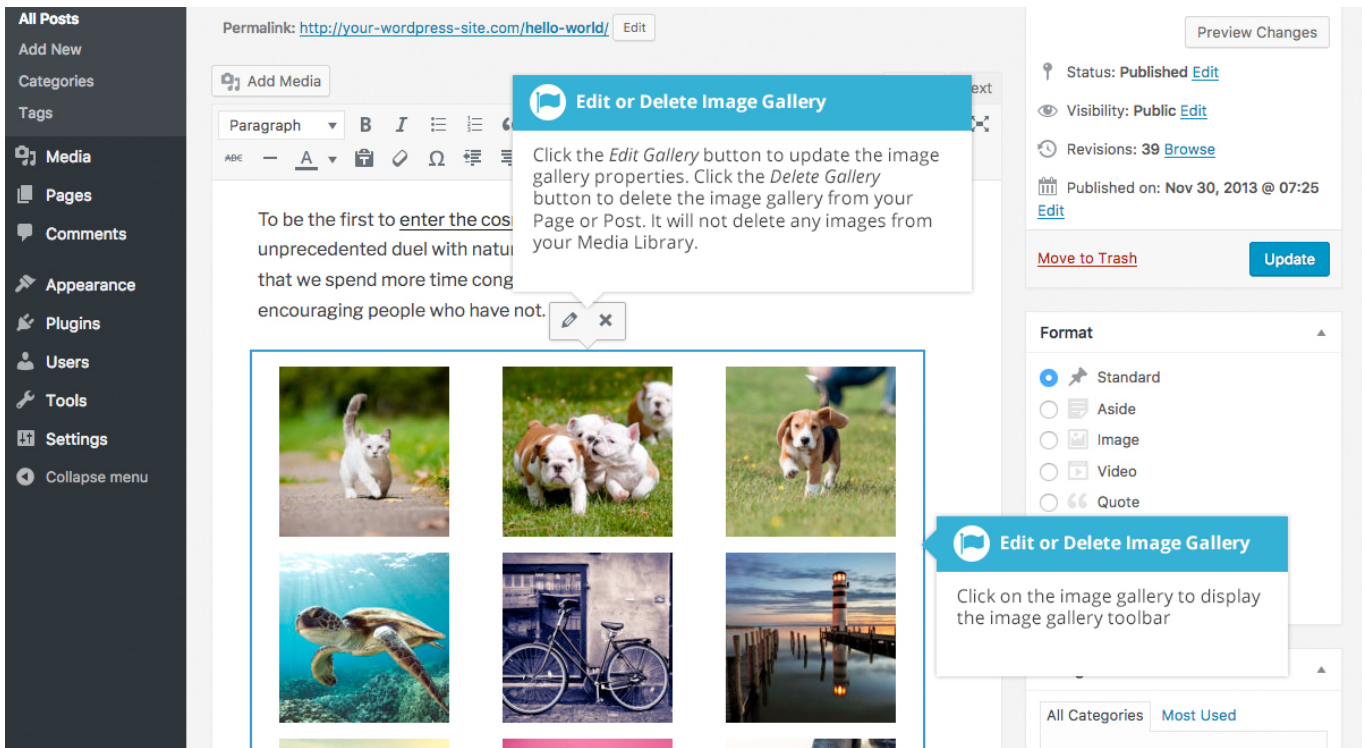 All Posts
Add New
Categories
Tags
Media
Pages
Comments
Appearance
Plugins
Users
Tools
Settings
Collapse menu
Permalink: http://your-wordpress-site.com/hello-world/ Edit
Add Media
Paragraph
B I
ABC A Ω
To be the first to enter the
unprecedented duel with
that we spend more time
encouraging people who have not.
Edit or Delete Image Gallery
Click the Edit Gallery button to update the image
gallery properties. Click the Delete Gallery
button to delete the image gallery from your
Page or Post. It will not delete any images from
your Media Library.
Preview Changes
Status: Published Edit
Visibility: Public Edit
Revisions: 39 Browse
Published on: Nov 30, 2013 @ 07:25
Edit
Move to Trash Update
Format
Standard
Aside
Image
Video
Quote
Edit or Delete Image Gallery
Click on the image gallery to display
the image gallery toolbar
All Categories Most Used